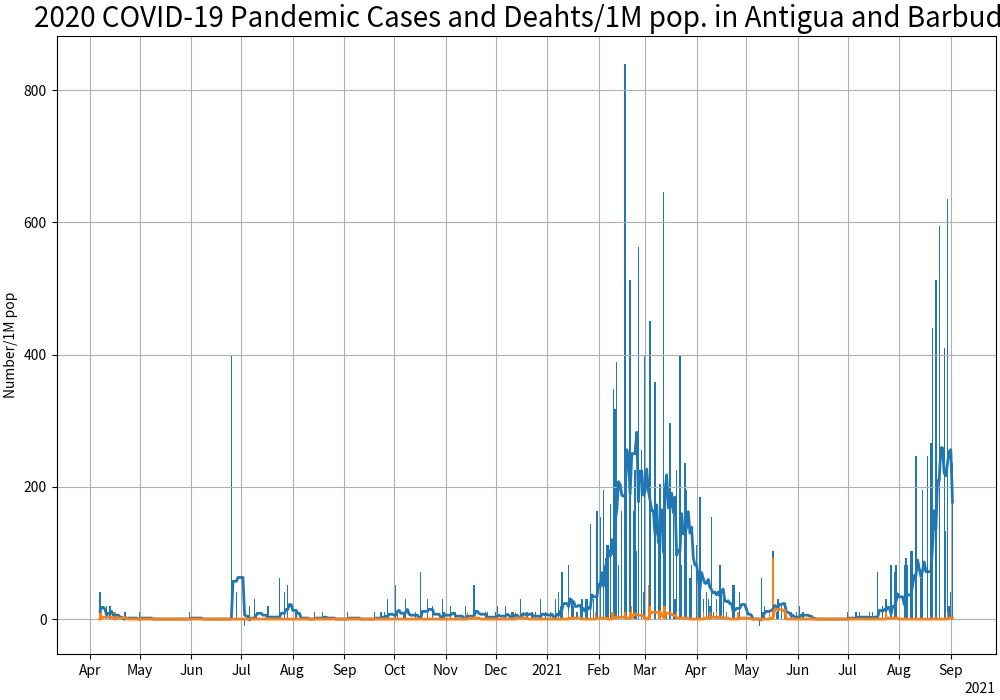 2020 COVID-19 Pandemic Cases and Deahts/1M pop. in Antigua and Barbud
Number/1M pop
800
600
400
200
0
Apr May Jun Jul Aug Sep Oct Nov Dec 2021 Feb Mar Apr May Jun Jul Aug Sep
2021